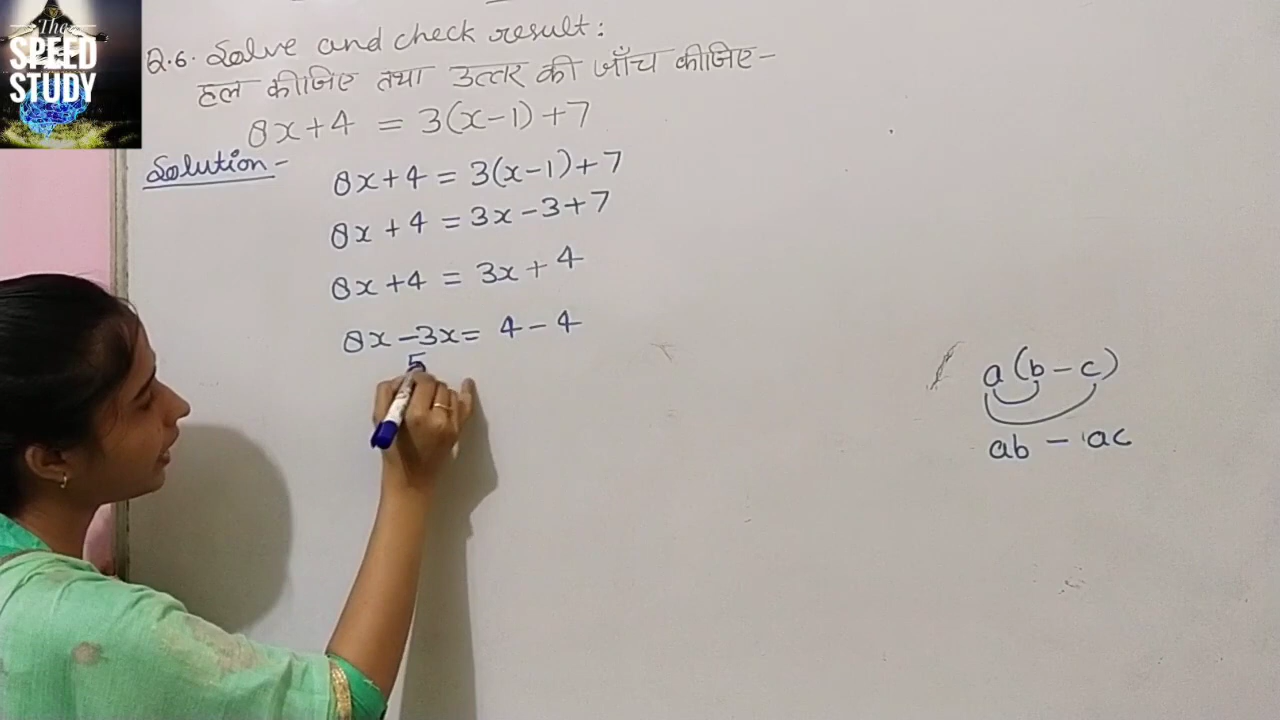 The
SPEED
STUDY
Q.6. Solve and check result:
हल कीजिए तथा उत्तर की जाँच कीजिए-
8x+4 = 3(x-1)+7
Solution-
8x+4 = 3(x-1)+7
8x+4 = 3x-3+7
8x+4 = 3x+4
8x-3x= 4-4
5
a(b-c)
ab - ac